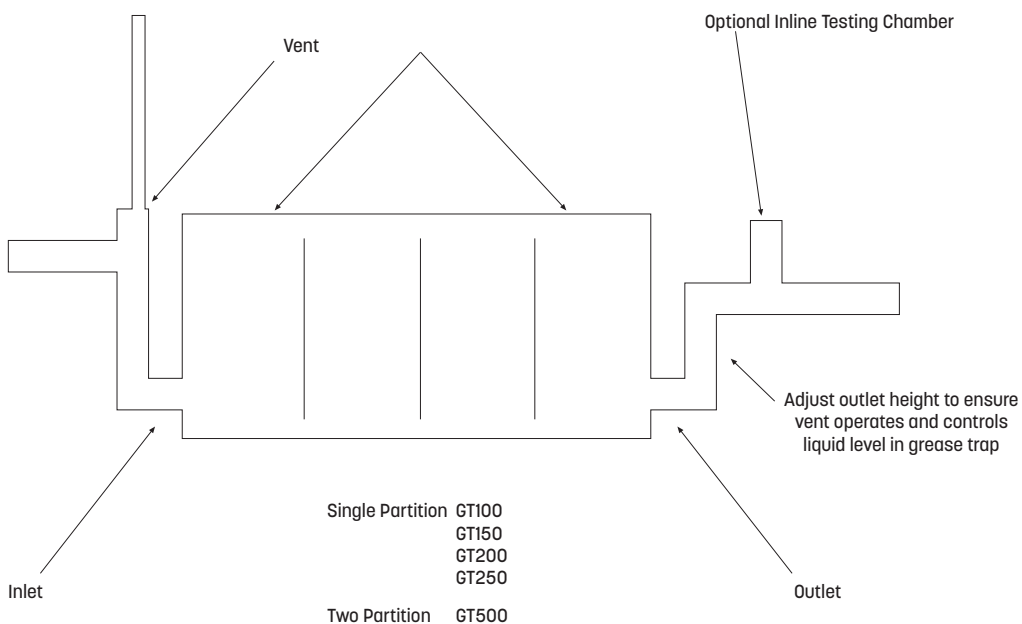 Optional Inline Testing Chamber
Vent
Adjust outlet height to ensure
vent operates and controls
liquid level in grease trap
Single Partition GT100
GT150
GT200
GT250
Inlet
Outlet
Two Partition GT500